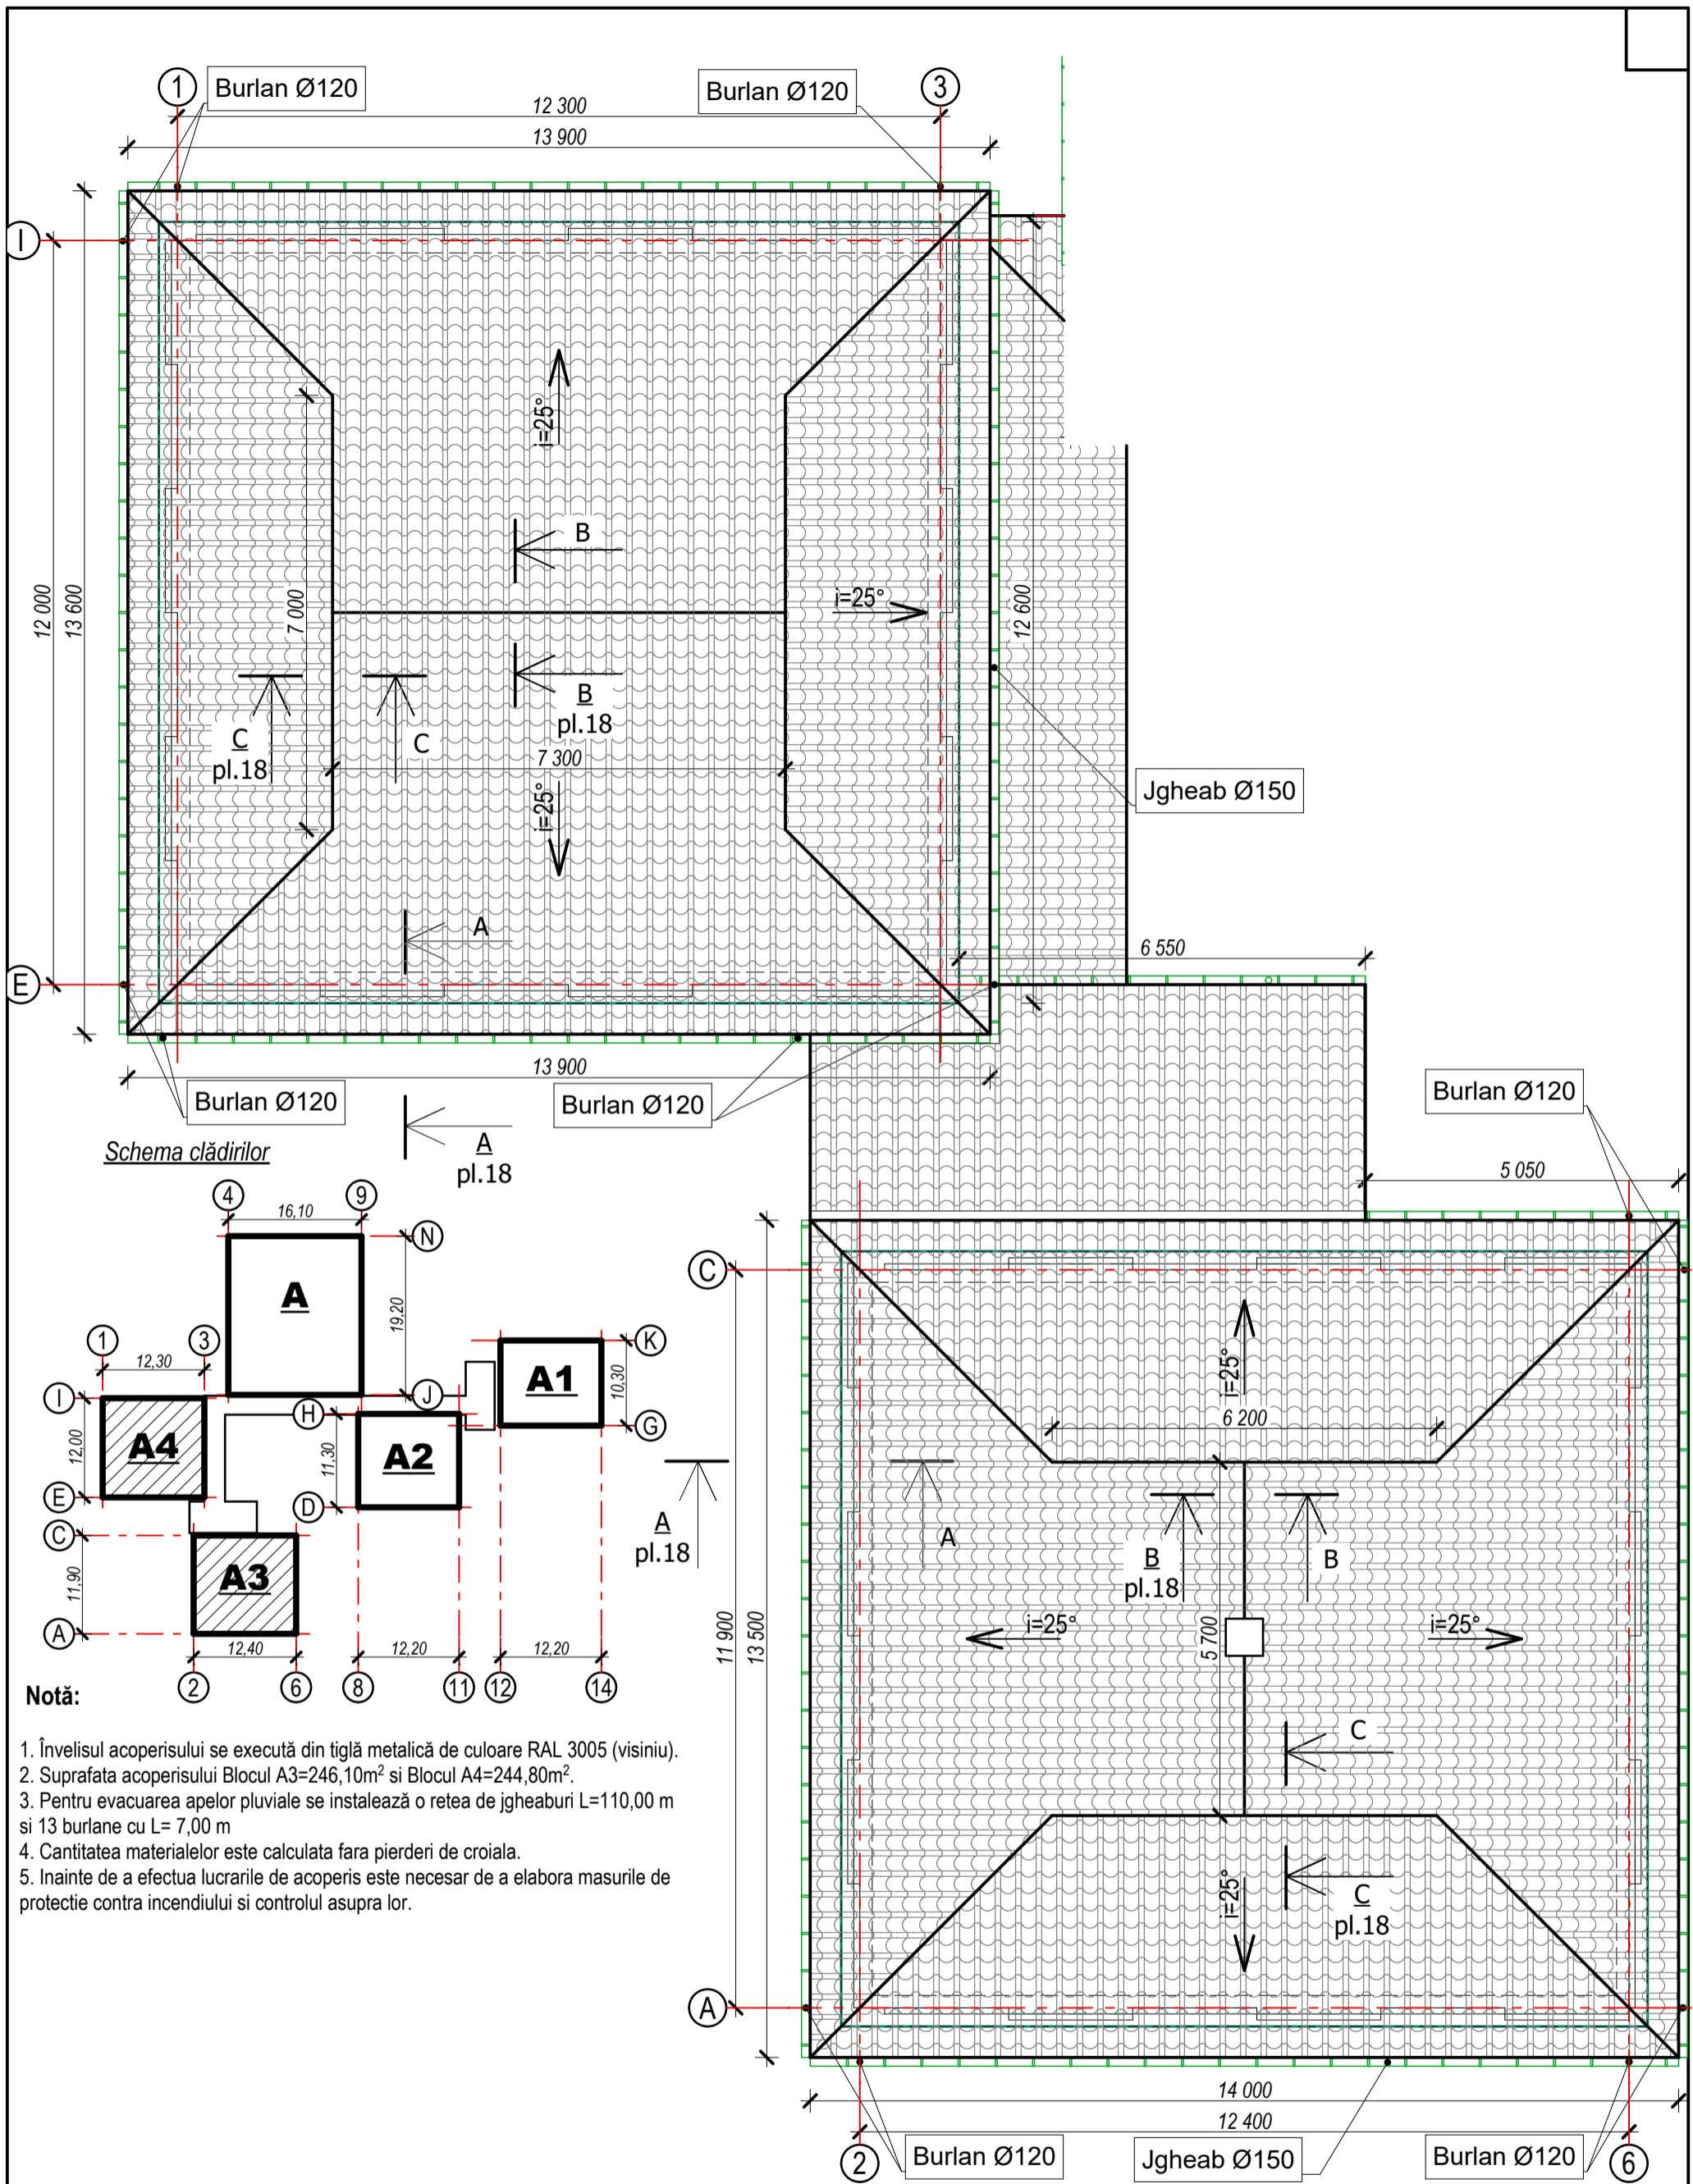 1
Burlan Ø120
Burlan Ø120
3
12 300
13 900
I
i=25°
B
12 000
13 600
7 000
i=25°
12 600
B
pl.18
C
pl.18
C
7 300
Jgheab Ø150
i=25°
A
6 550
E
13 900
Burlan Ø120
Burlan Ø120
Burlan Ø120
A
pl.18
5 050
Schema clădirilor
4
9
16,10
N
A
19,20
1
3
12,30
K
A1
10,30
I
J
H
G
A4
12,00
A2
11,30
E
D
C
A3
11,90
A
12,40
12,20
12,20
2
6
8
11
12
14
C
i=25°
6 200
A
pl.18
A
B
pl.18
B
11 900
13 500
i=25°
5 700
i=25°
C
C
pl.18
i=25°
A
14 000
12 400
2
Burlan Ø120
Jgheab Ø150
Burlan Ø120
6
Notă:
1. Învelisul acoperisului se execută din tiglă metalică de culoare RAL 3005 (visiniu).
2. Suprafata acoperisului Blocul A3=246,10m² si Blocul A4=244,80m².
3. Pentru evacuarea apelor pluviale se instalează o retea de jgheaburi L=110,00 m
si 13 burlane cu L= 7,00 m
4. Cantitatea materialelor este calculata fara pierderi de croiala.
5. Inainte de a efectua lucrarile de acoperis este necesar de a elabora masurile de
protectie contra incendiului si controlul asupra lor.